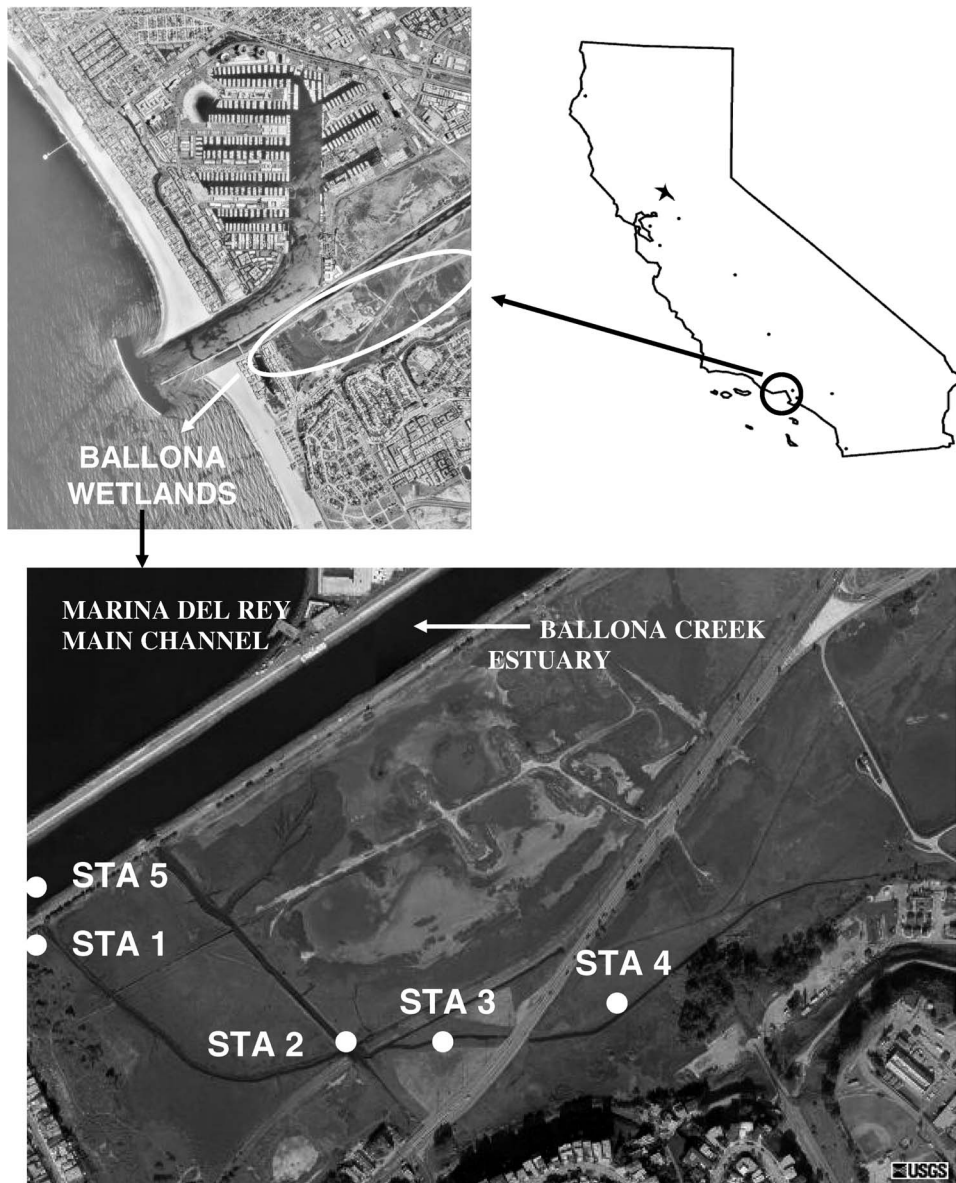 BALLONA
WETLANDS
MARINA DEL REY
MAIN CHANNEL
BALLONA CREEK
ESTUARY
STA 5
STA 1
STA 4
STA 3
STA 2
USGS